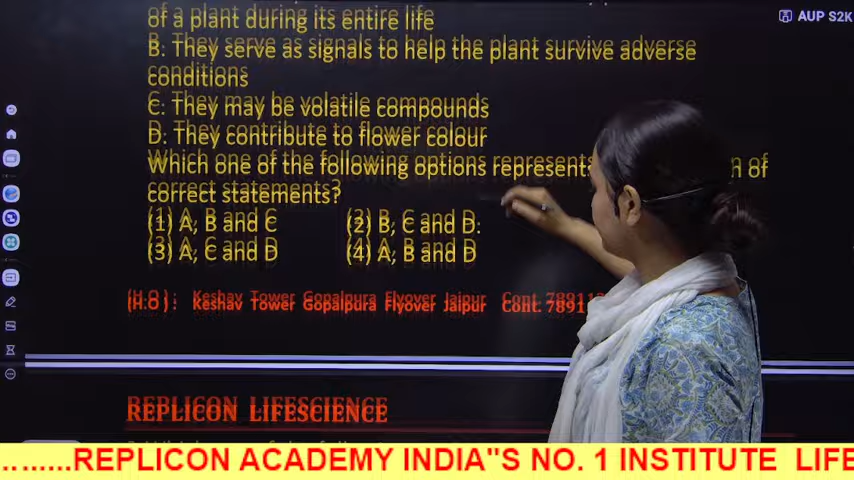 AUP S2K
of a plant during its entire life
B: They serve as signals to help the plant survive adverse
conditions
C: They may be volatile compounds
D: They contribute to flower colour
Which one of the following options represents n of
correct statements?
(1) A, B and C (2) B, C and D:
(3) A, C and D (4) A, B and D
(H.O) : Keshav Tower Gopalpura Flyover Jaipur Cont. 7891
REPLICON LIFESCIENCE
........REPLICON ACADEMY INDIA"S NO. 1 INSTITUTE LIFE